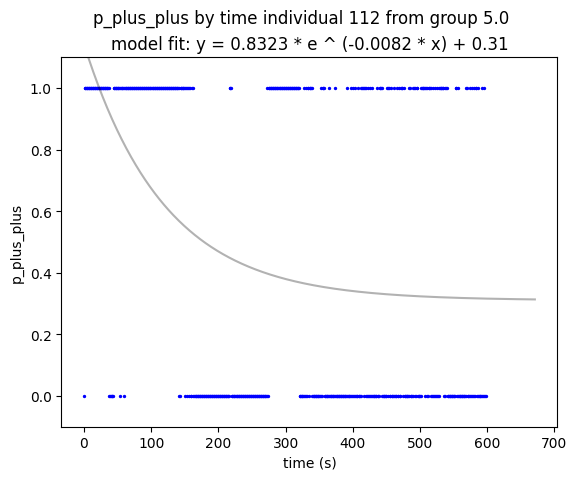 p_plus_plus by time individual 112 from group 5.0
model fit: y = 0.8323 * e ^ (-0.0082 * x) + 0.31
1.0
0.8
0.6
0.4
0.2
0.0
p_plus_plus
0 100 200 300 400 500 600 700
time (s)